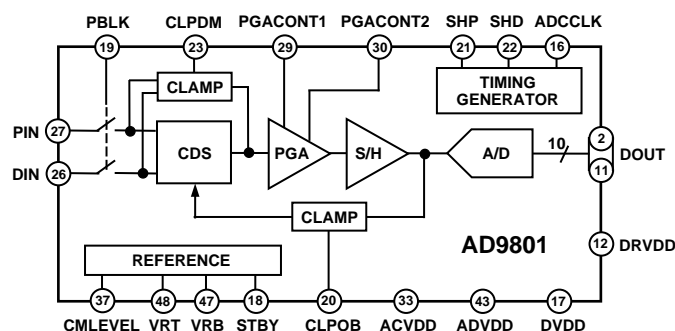 PBLK CLPDM PGACONT1 PGACONT2 SHP SHD ADCCLK
19 23 29 30 21 22 16
CLAMP
TIMING
GENERATOR
PIN 27
DIN 26
CDS
PGA
S/H
A/D
10
2
11
DOUT
CLAMP
AD9801
12 DRVDD
REFERENCE
37 48 47 18 20 33 43 17
CMLEVEL VRT VRB STBY CLPOB ACVDD ADVDD DVDD